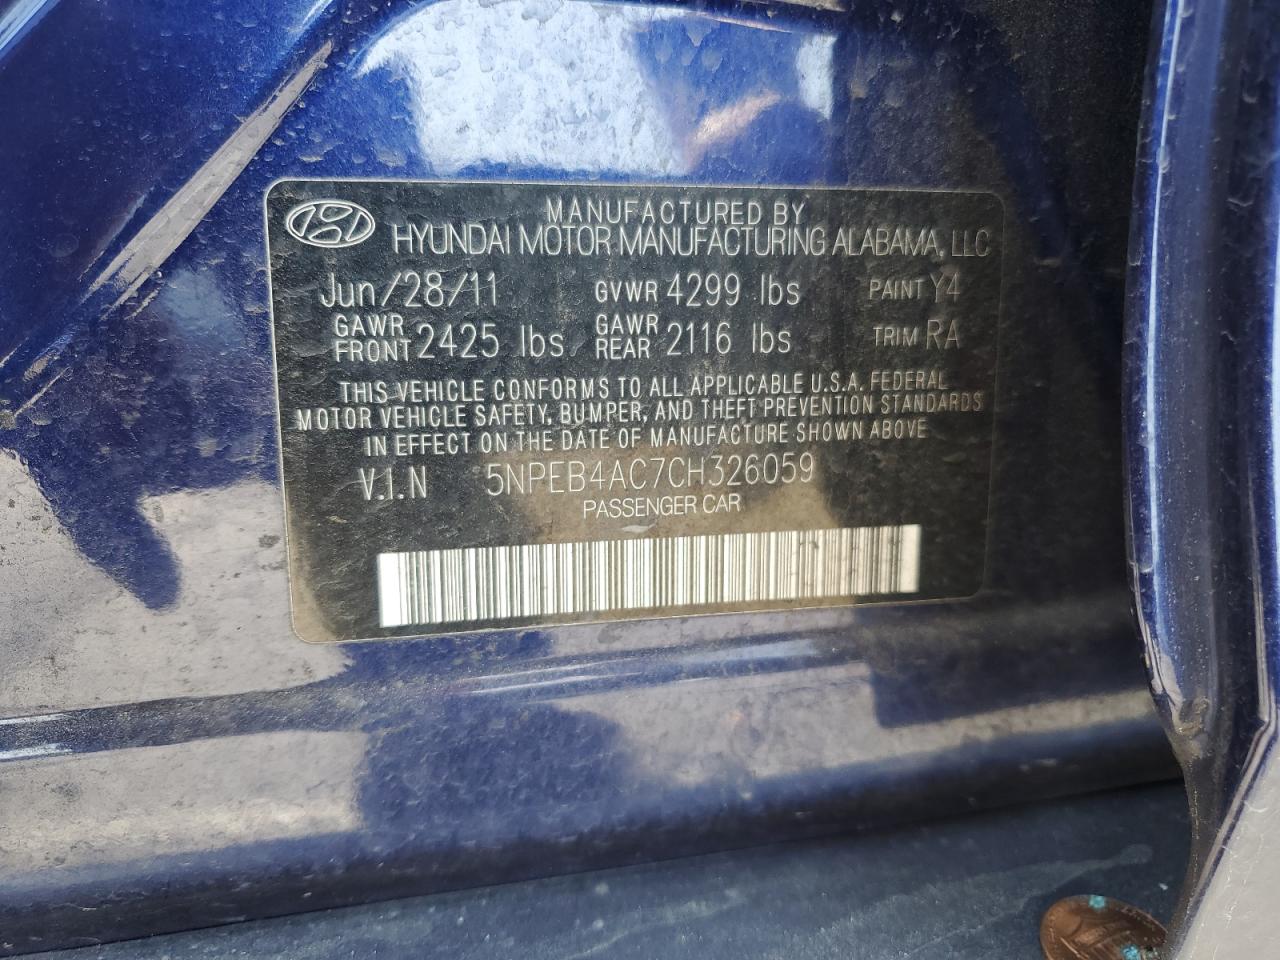 MANUFACTURED BY
HYUNDAI MOTOR MANUFACTURING ALABAMA, LLC
Jun/28/11 GVWR 4299 lbs PAINT Y4
GAWR FRONT 2425 lbs GAWR REAR 2116 lbs TRIM RA
THIS VEHICLE CONFORMS TO ALL APPLICABLE U.S.A. FEDERAL
MOTOR VEHICLE SAFETY, BUMPER, AND THEFT PREVENTION STANDARDS
IN EFFECT ON THE DATE OF MANUFACTURE SHOWN ABOVE
V.I.N 5NPEB4AC7CH326059
PASSENGER CAR